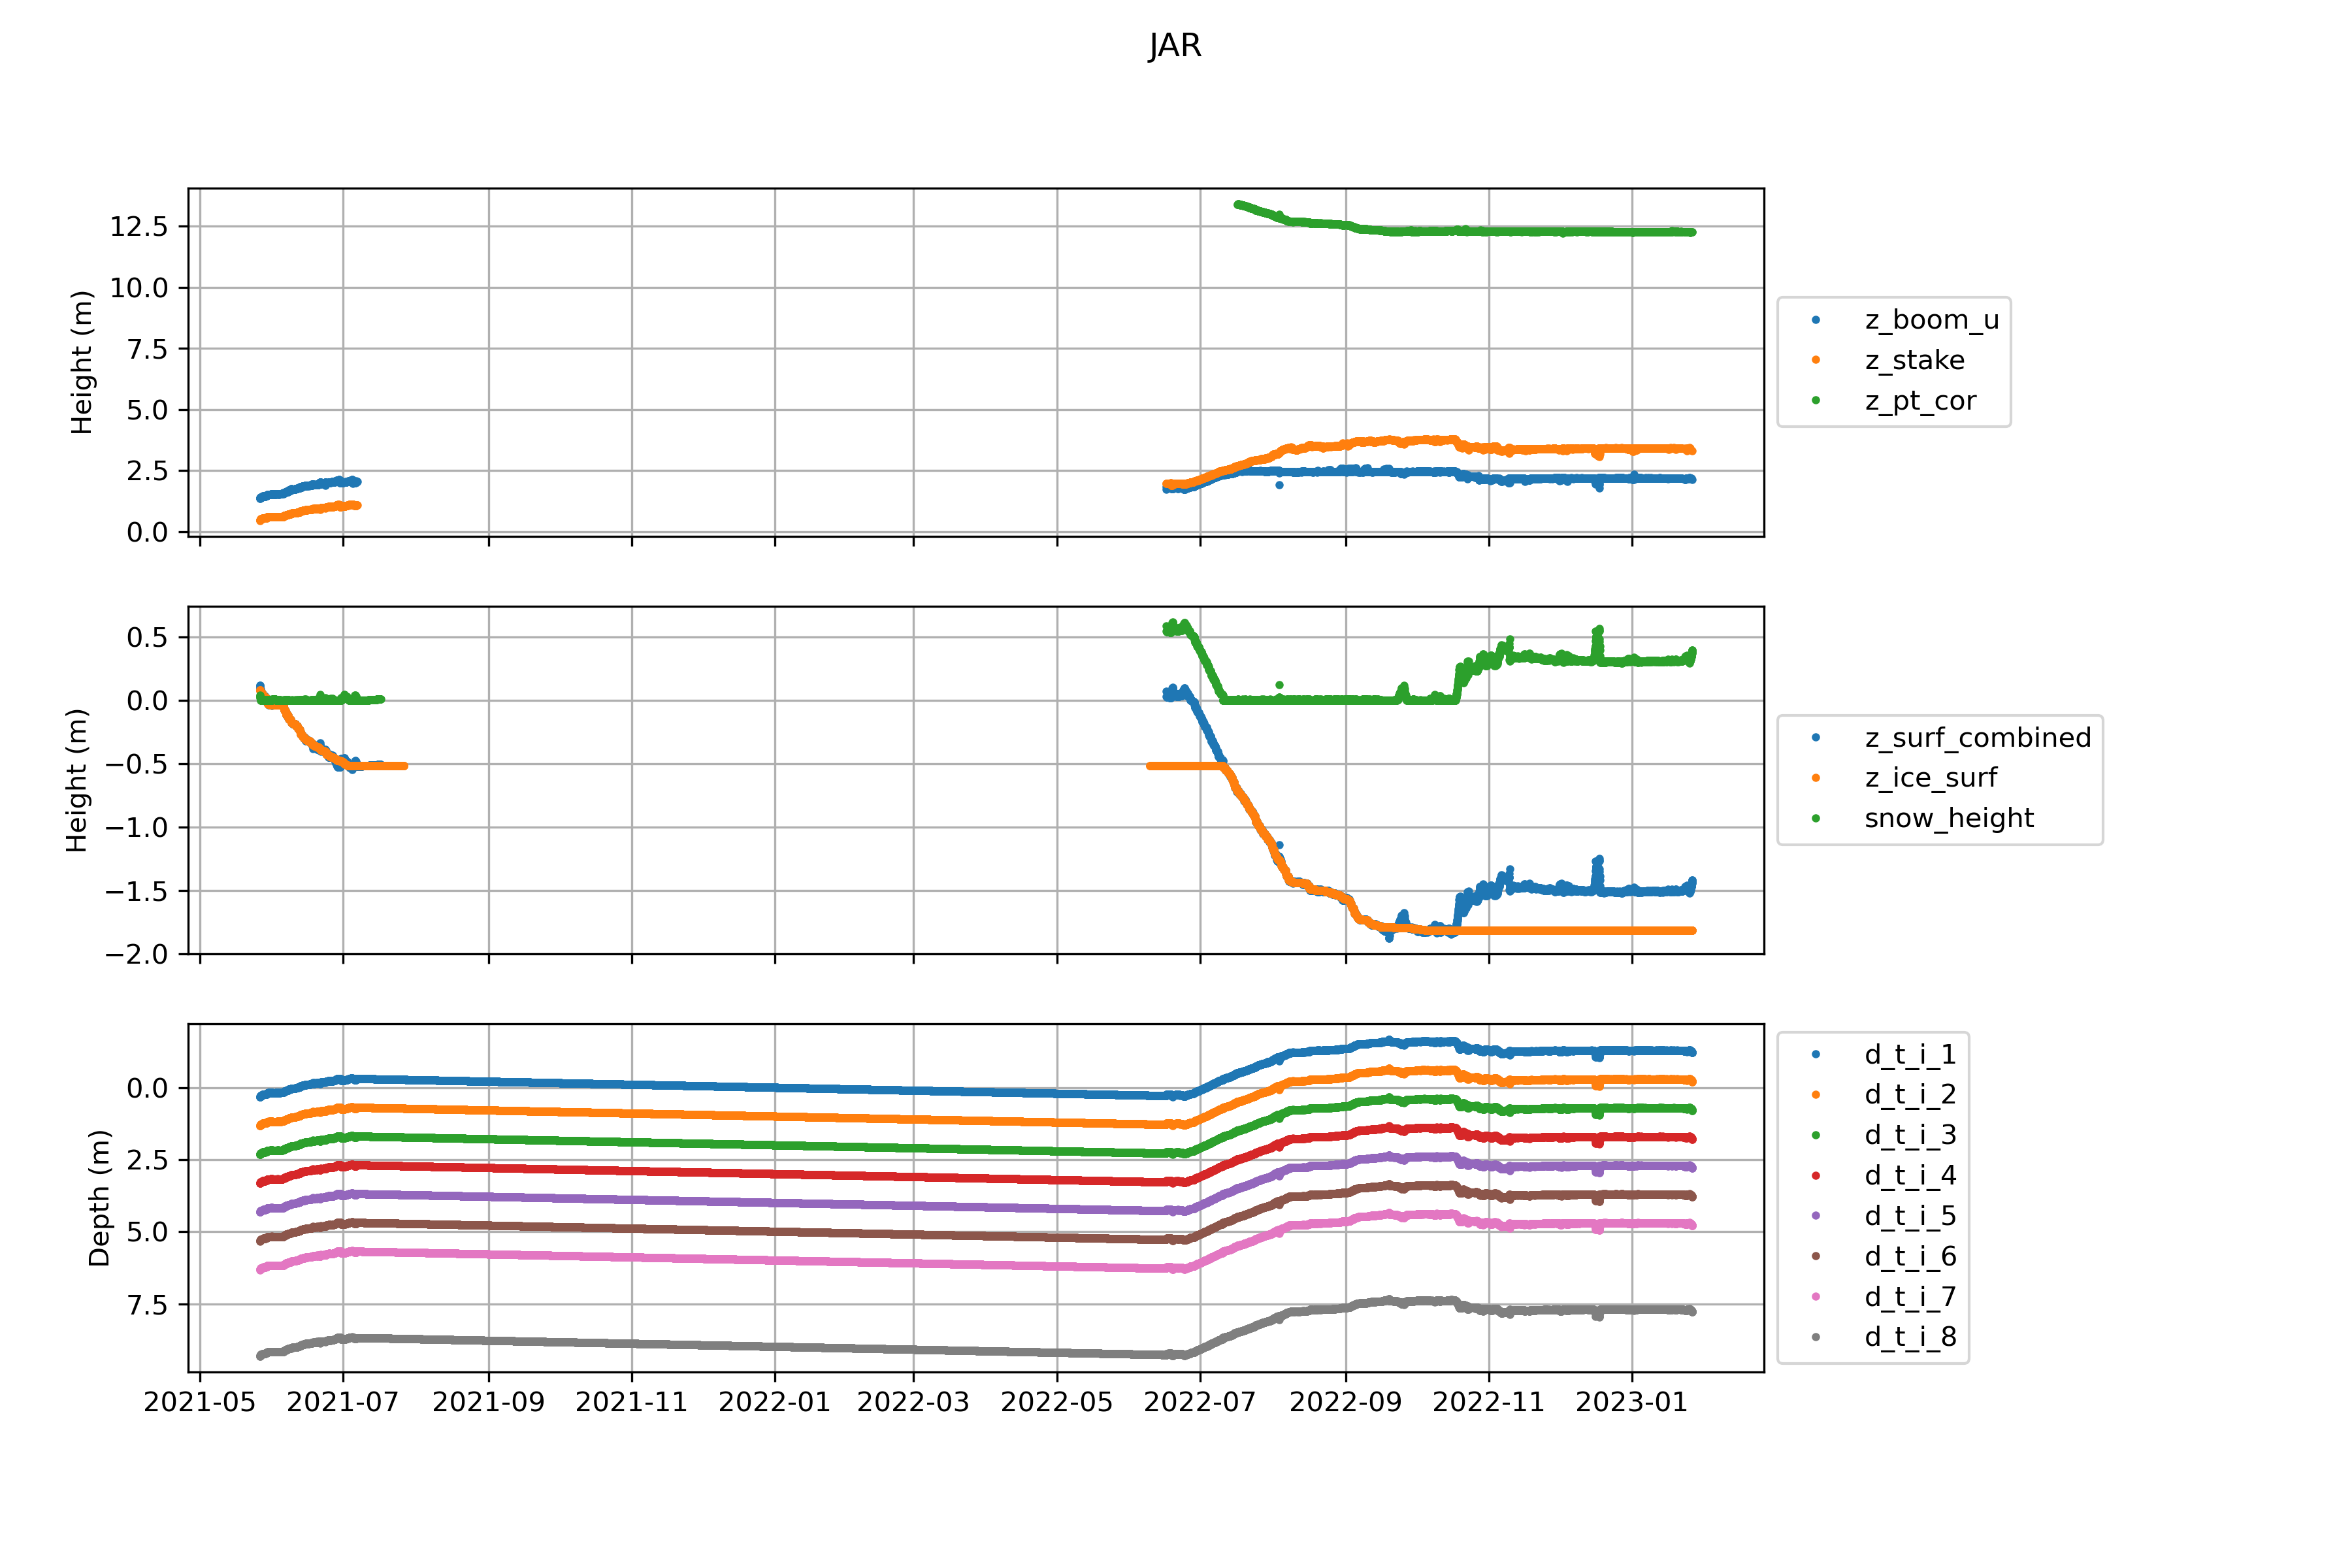 JAR
Height (m)
12.5
10.0
7.5
5.0
2.5
0.0
z_boom_u
z_stake
z_pt_cor
Height (m)
0.5
0.0
−0.5
−1.0
−1.5
−2.0
z_surf_combined
z_ice_surf
snow_height
Depth (m)
0.0
2.5
5.0
7.5
d_t_i_1
d_t_i_2
d_t_i_3
d_t_i_4
d_t_i_5
d_t_i_6
d_t_i_7
d_t_i_8
2021-05 2021-07 2021-09 2021-11 2022-01 2022-03 2022-05 2022-07 2022-09 2022-11 2023-01